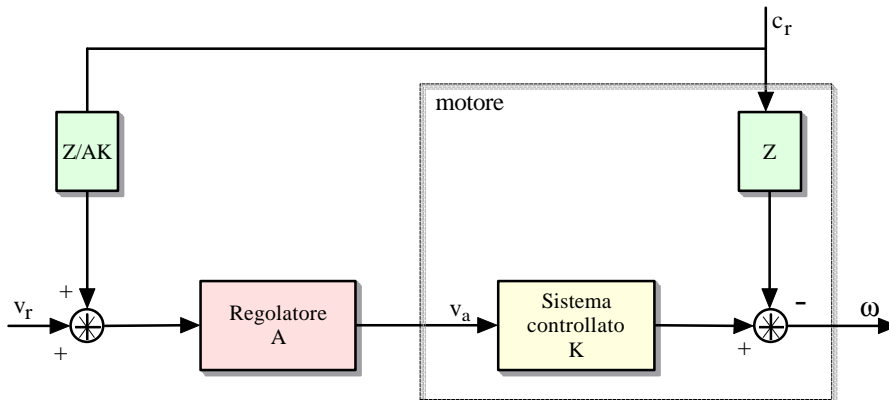 c_r
motore
Z/AK
Z
+
v_r
+
Regolatore
A
v_a
Sistema
controllato
K
+
-
ω